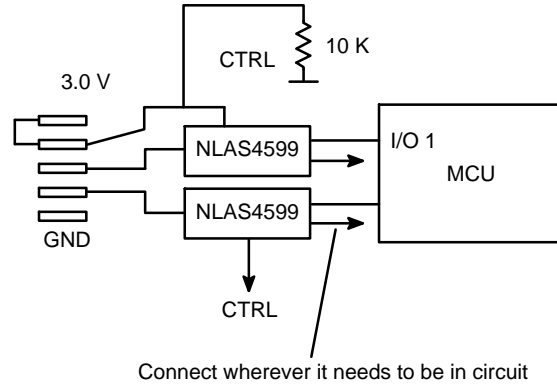 10 K
CTRL
3.0 V
NLAS4599
I/O 1
MCU
NLAS4599
GND
CTRL
Connect wherever it needs to be in circuit